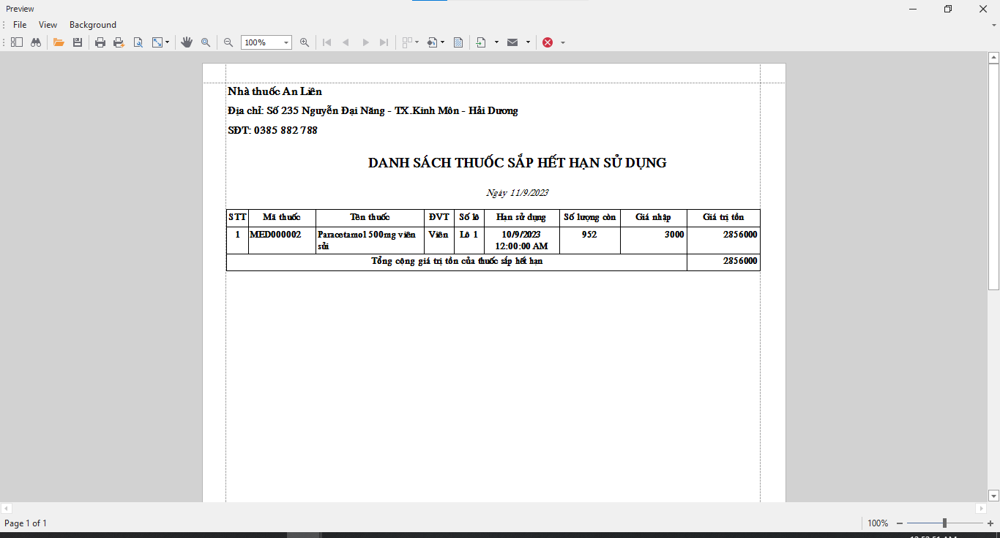 Preview
File View Background
100%
Nhà thuốc An Liên
Địa chỉ: Số 235 Nguyễn Đại Năng - TX.Kinh Môn - Hải Dương
SĐT: 0385 882 788
DANH SÁCH THUỐC SẮP HẾT HẠN SỬ DỤNG
Ngày 11/9/2023
STT Mã thuốc Tên thuốc ĐVT Số lô Hạn sử dụng Số lượng còn Giá nhập Giá trị tồn
1 MED000002 Paracetamol 500mg viên Viên Lô 1 10/9/2023 952 3000 2856000
sủi 12:00:00 AM
Tổng cộng giá trị tồn của thuốc sắp hết hạn 2856000
Page 1 of 1 100%